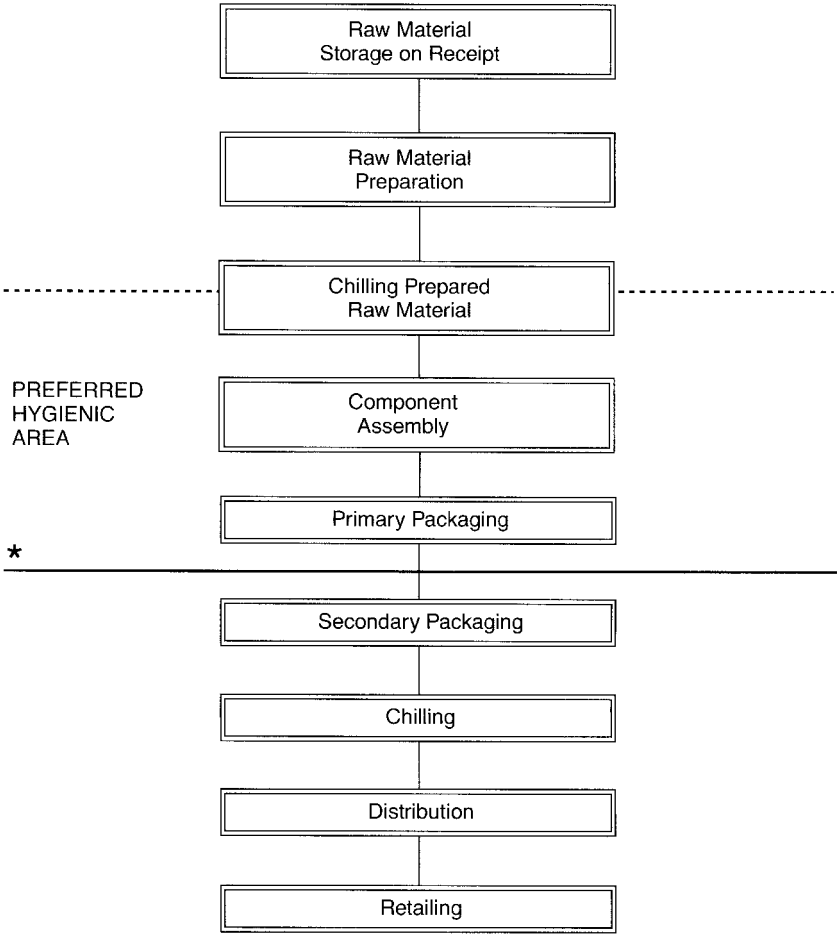 Raw Material
Storage on Receipt
Raw Material
Preparation
Chilling Prepared
Raw Material
PREFERRED
HYGIENIC
AREA
Component
Assembly
Primary Packaging
*
Secondary Packaging
Chilling
Distribution
Retailing